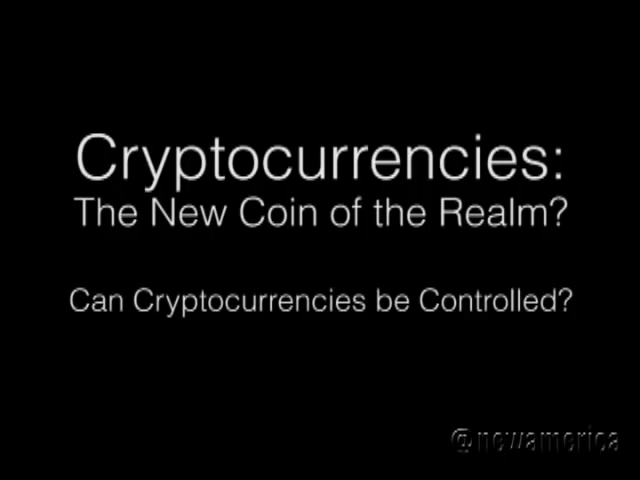 Cryptocurrencies:
The New Coin of the Realm?
Can Cryptocurrencies be Controlled?
@newamerica